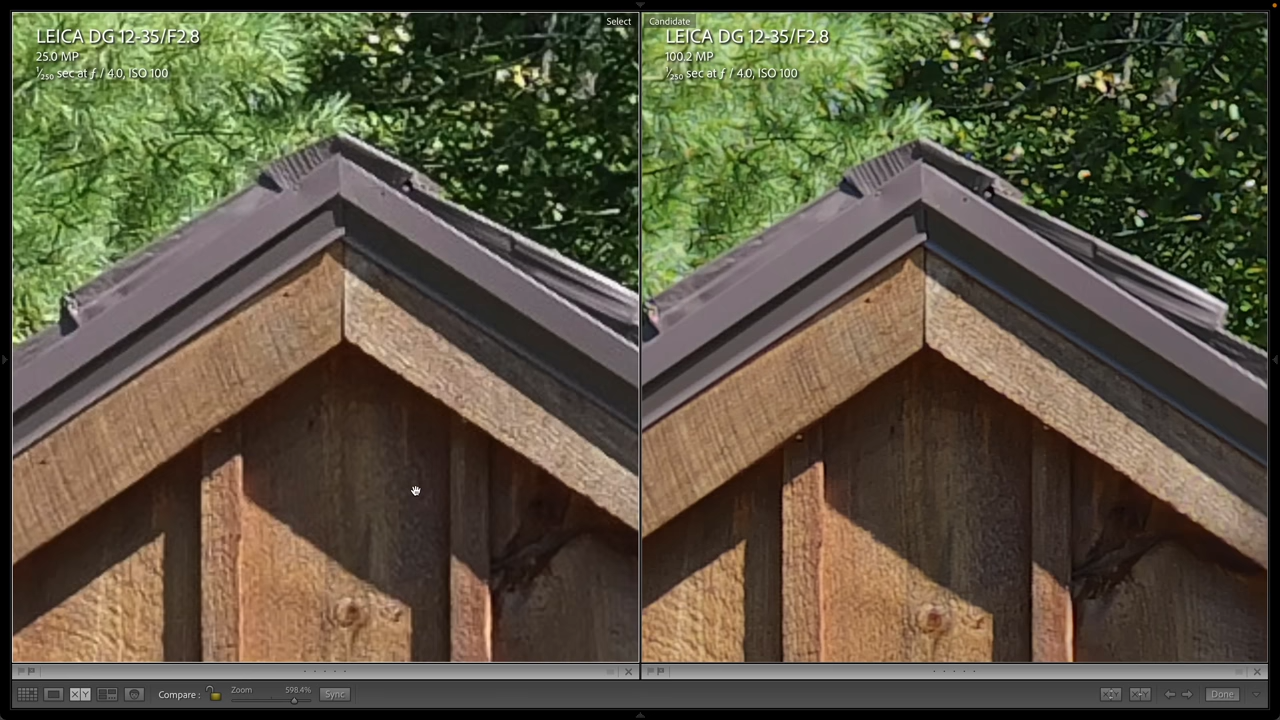 Select
LEICA DG 12-35/F2.8
25.0 MP
1/250 sec at ƒ / 4.0, ISO 100
Candidate
LEICA DG 12-35/F2.8
100.2 MP
1/250 sec at ƒ / 4.0, ISO 100
XY
Compare :
Zoom
598.4%
Sync
Done